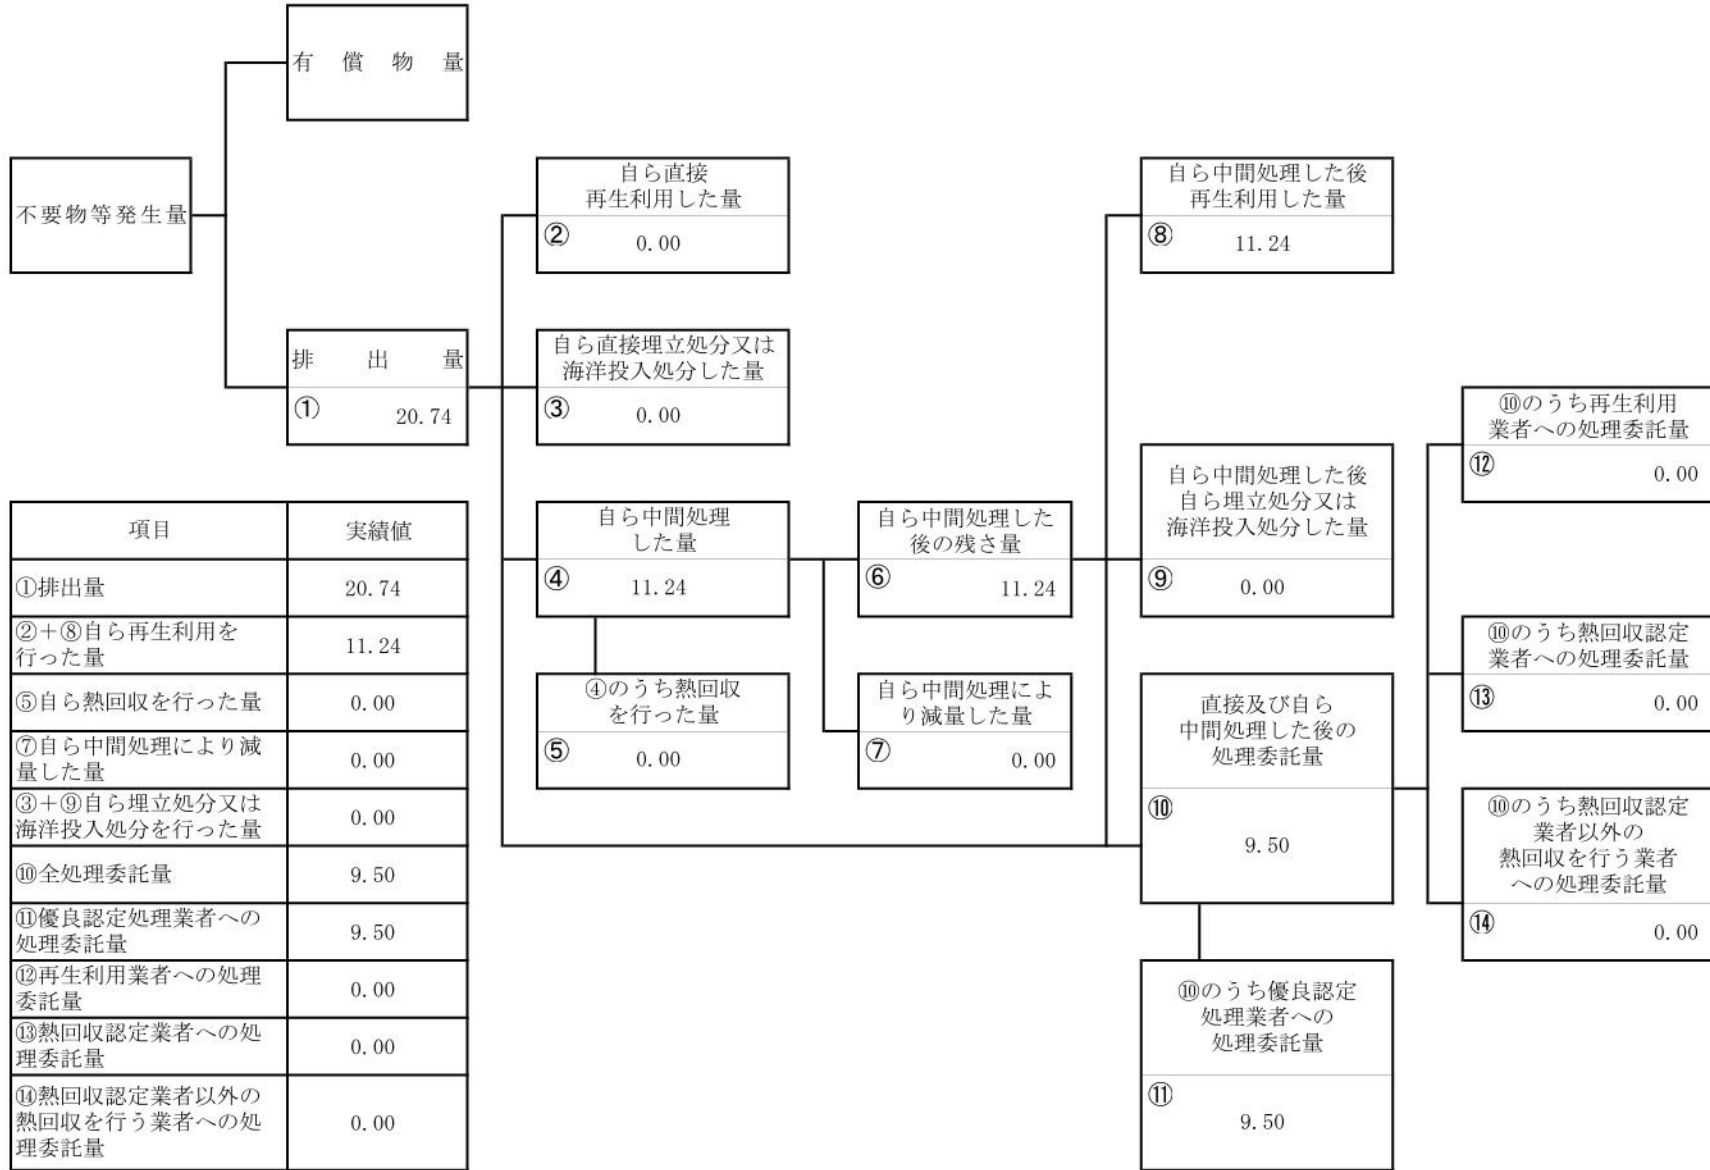 有償物量
不要物等発生量
排出量
① 20.74
自ら直接
再生利用した量
② 0.00
自ら直接埋立処分又は
海洋投入処分した量
③ 0.00
自ら中間処理
した量
④ 11.24
④のうち熱回収
を行った量
⑤ 0.00
自ら中間処理した
後の残さ量
⑥ 11.24
自ら中間処理によ
り減量した量
⑦ 0.00
自ら中間処理した後
再生利用した量
⑧ 11.24
自ら中間処理した後
自ら埋立処分又は
海洋投入処分した量
⑨ 0.00
直接及び自ら
中間処理した後の
処理委託量
⑩
9.50
⑩のうち優良認定
処理業者への
処理委託量
⑪
9.50
⑩のうち再生利用
業者への処理委託量
⑫ 0.00
⑩のうち熱回収認定
業者への処理委託量
⑬ 0.00
⑩のうち熱回収認定
業者以外の
熱回収を行う業者
への処理委託量
⑭ 0.00
項目 実績値
①排出量 20.74
②＋⑧自ら再生利用を
行った量 11.24
⑤自ら熱回収を行った量 0.00
⑦自ら中間処理により減
量した量 0.00
③＋⑨自ら埋立処分又は
海洋投入処分を行った量 0.00
⑩全処理委託量 9.50
⑪優良認定処理業者への
処理委託量 9.50
⑫再生利用業者への処理
委託量 0.00
⑬熱回収認定業者への処
理委託量 0.00
⑭熱回収認定業者以外の
熱回収を行う業者への処
理委託量 0.00